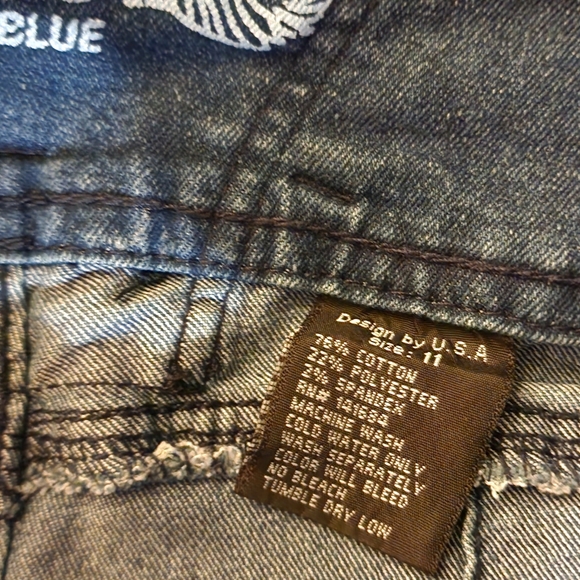 BLUE
Design by U.S.A
Size: 11
76% COTTON
22% POLYESTER
2% SPANDEX
RN# 141684
MACHINE WASH
COLD WATER ONLY
WASH SEPARATELY
COLOR WILL BLEED
NO BLEACH
TUMBLE DRY LOW